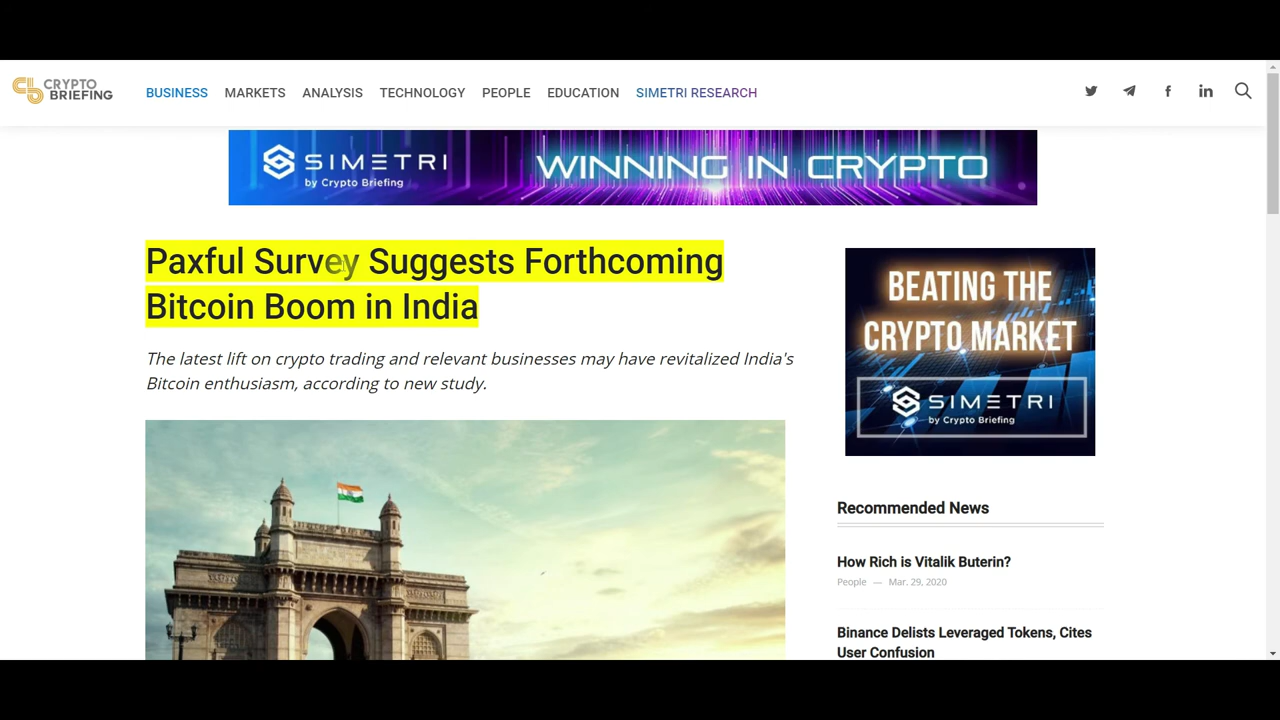 CRYPTO
BRIEFING
BUSINESS MARKETS ANALYSIS TECHNOLOGY PEOPLE EDUCATION SIMETRI RESEARCH
SIMETRI
by Crypto Briefing
WINNING IN CRYPTO
Paxful Survey Suggests Forthcoming
Bitcoin Boom in India
The latest lift on crypto trading and relevant businesses may have revitalized India's
Bitcoin enthusiasm, according to new study.
BEATING THE
CRYPTO MARKET
SIMETRI
by Crypto Briefing
Recommended News
How Rich is Vitalik Buterin?
People — Mar. 29, 2020
Binance Delists Leveraged Tokens, Cites
User Confusion